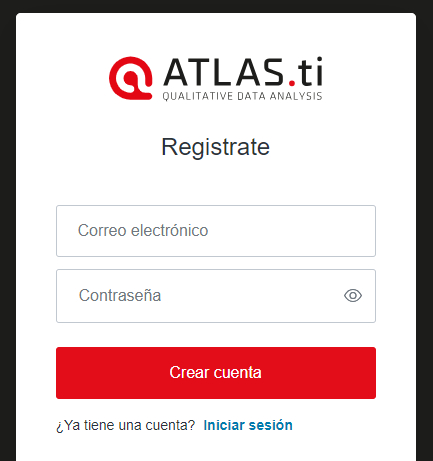 ATLAS.ti
QUALITATIVE DATA ANALYSIS
Registrate
Correo electrónico
Contraseña
Crear cuenta
¿Ya tiene una cuenta? Iniciar sesión